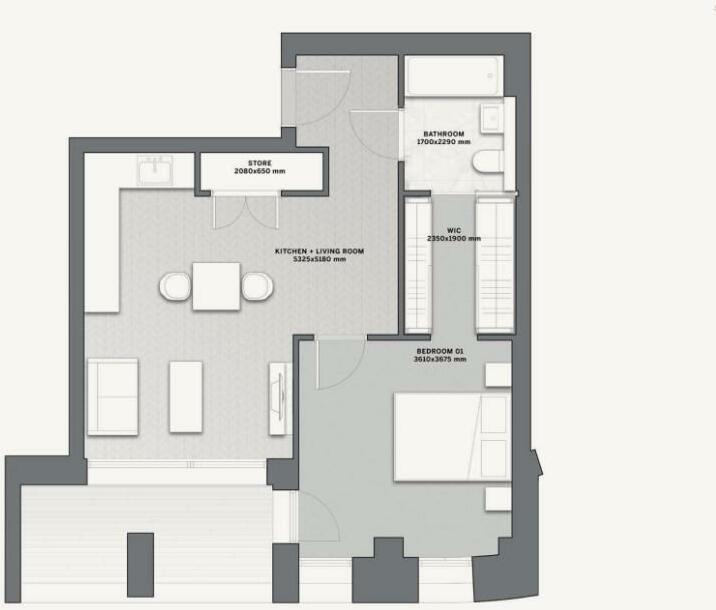 BATHROOM
1700x2290 mm
STORE
2080x650 mm
WIC
2350x1900 mm
KITCHEN + LIVING ROOM
5325x5180 mm
BEDROOM 01
3610x3675 mm